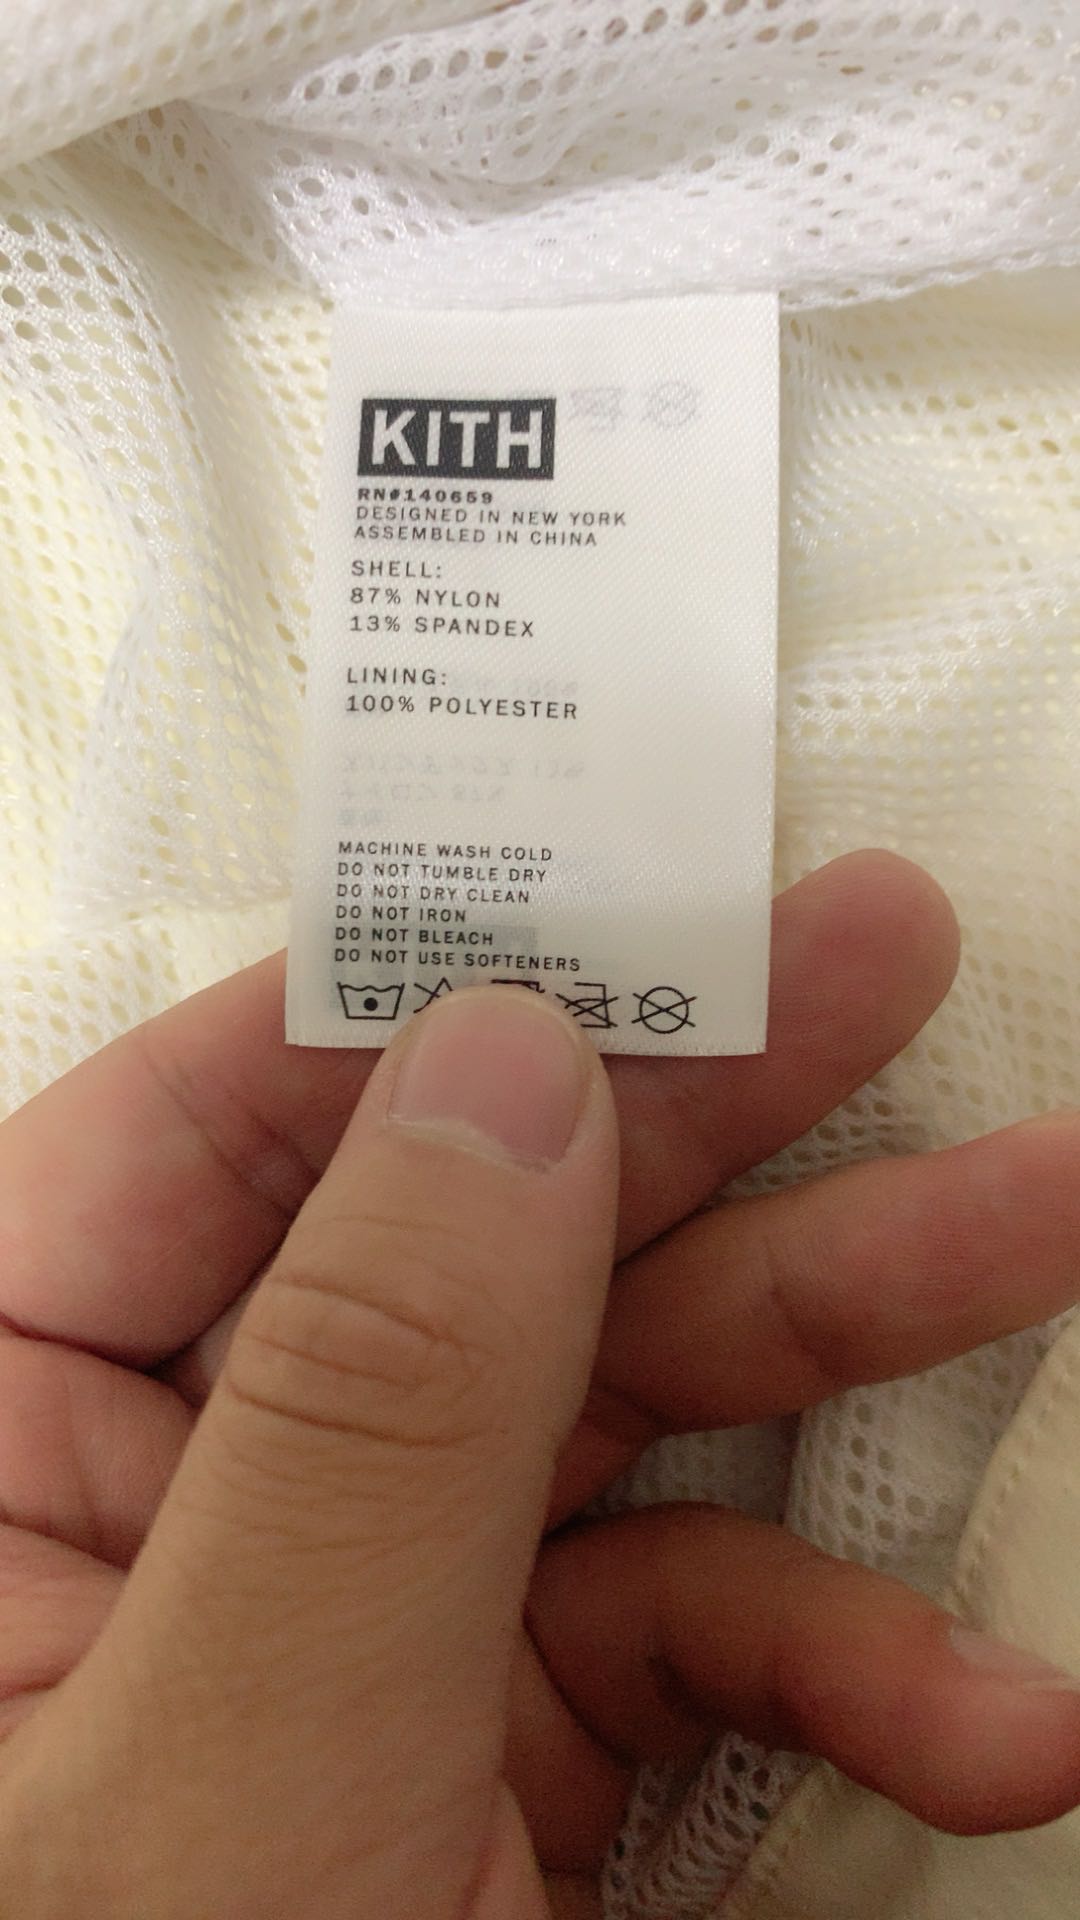 KITH
RN#140659
DESIGNED IN NEW YORK
ASSEMBLED IN CHINA
SHELL:
87% NYLON
13% SPANDEX
LINING:
100% POLYESTER
MACHINE WASH COLD
DO NOT TUMBLE DRY
DO NOT DRY CLEAN
DO NOT IRON
DO NOT BLEACH
DO NOT USE SOFTENERS